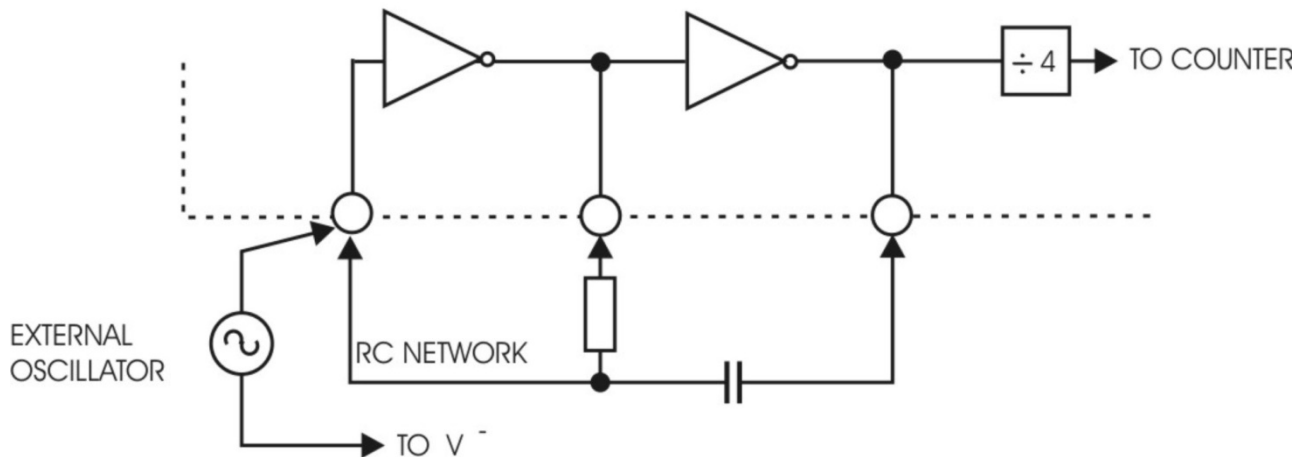 ÷ 4
TO COUNTER
EXTERNAL
OSCILLATOR
RC NETWORK
TO V -